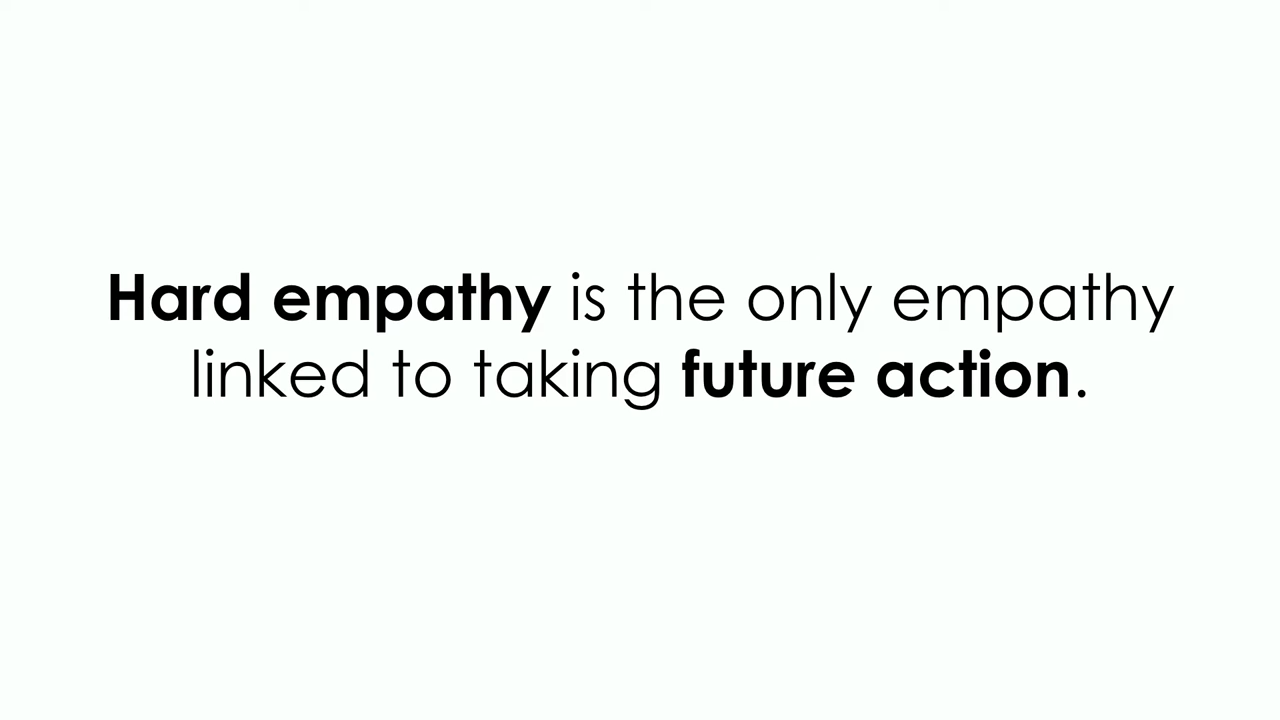 Hard empathy is the only empathy
linked to taking future action.